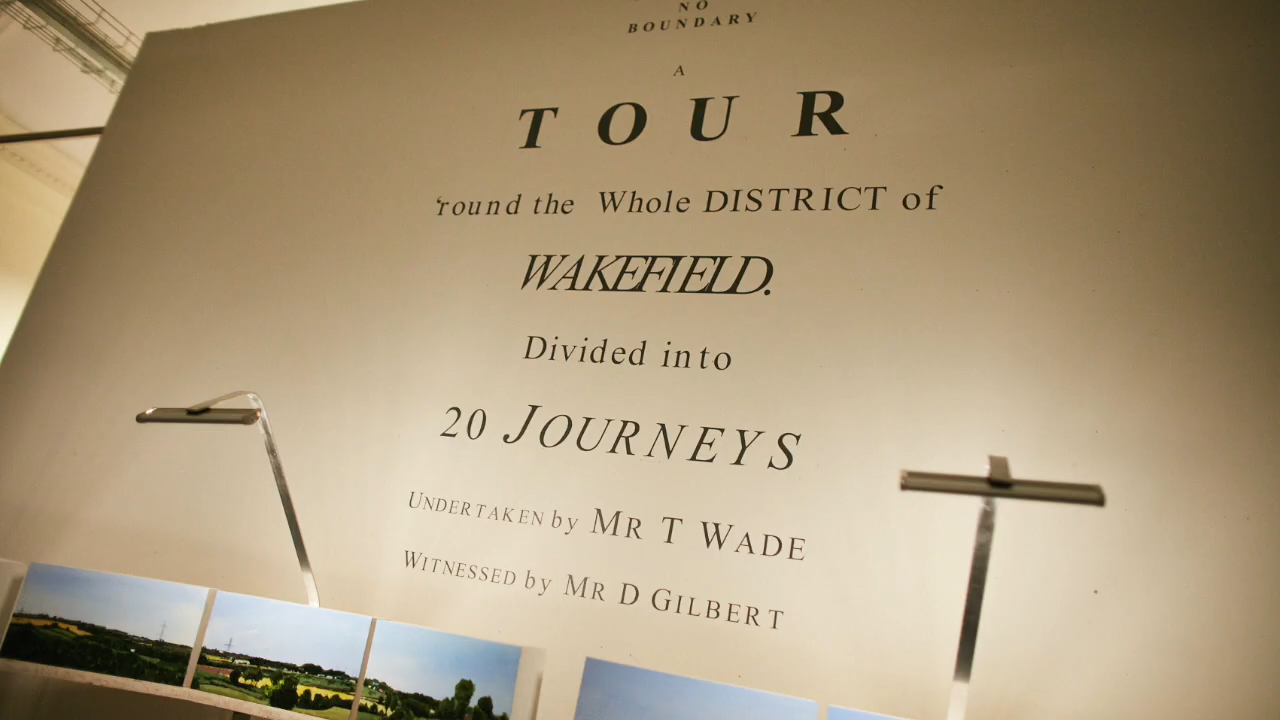 NO
BOUNDARY
A
TOUR
'round the Whole DISTRICT of
WAKEFIELD.
Divided into
20 JOURNEYS
UNDERTAKEN by MR T WADE
WITNESSED by MR D GILBERT